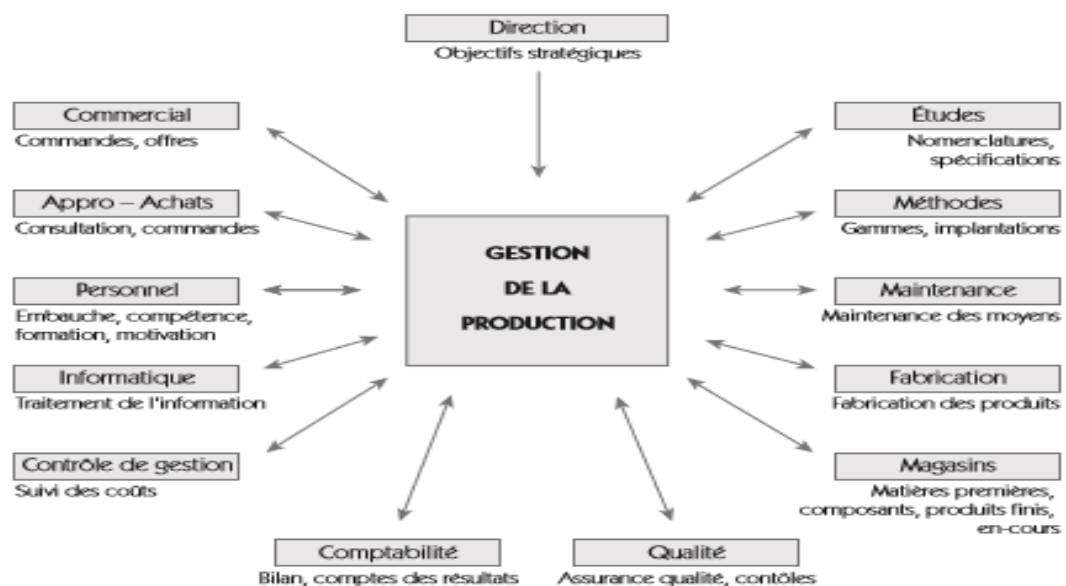 Direction
Objectifs stratégiques
Commercial
Commandes, offres
Appro – Achats
Consultation, commandes
Personnel
Embauche, compétence,
formation, motivation
Informatique
Traitement de l'information
Contrôle de gestion
Suivi des coûts
GESTION
DE LA
PRODUCTION
Études
Nomenclatures,
spécifications
Méthodes
Gammes, implantations
Maintenance
Maintenance des moyens
Fabrication
Fabrication des produits
Magasins
Matières premières,
composants, produits finis,
en-cours
Comptabilité
Bilan, comptes des résultats
Qualité
Assurance qualité, contôles